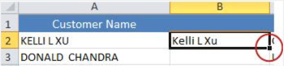 A B
1 Customer Name
2 KELLI L XU Kelli L Xu
3 DONALD CHANDRA